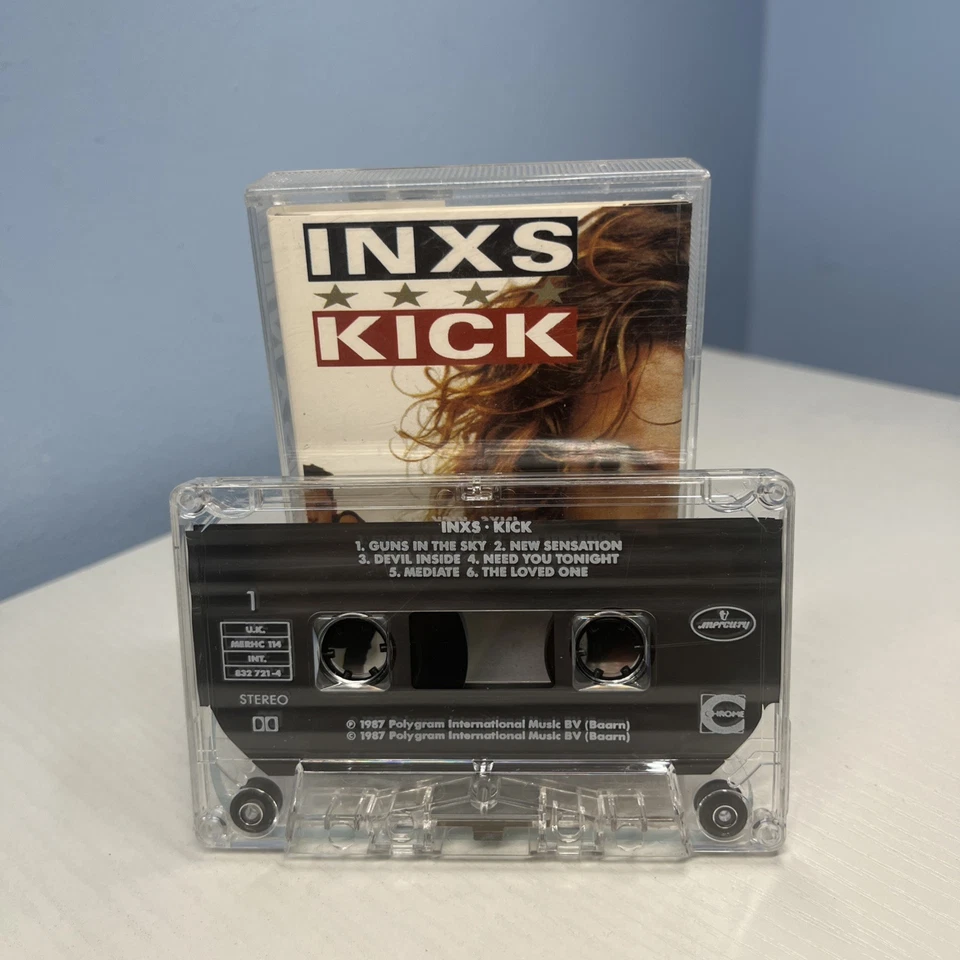 INXS
KICK
INXS · KICK
1. GUNS IN THE SKY 2. NEW SENSATION
3. DEVIL INSIDE 4. NEED YOU TONIGHT
5. MEDIATE 6. THE LOVED ONE
1
U.K.
MERHC 114
INT.
832 721-4
mercury
STEREO
CHROME
℗ 1987 Polygram International Music BV (Baarn)
© 1987 Polygram International Music BV (Baarn)